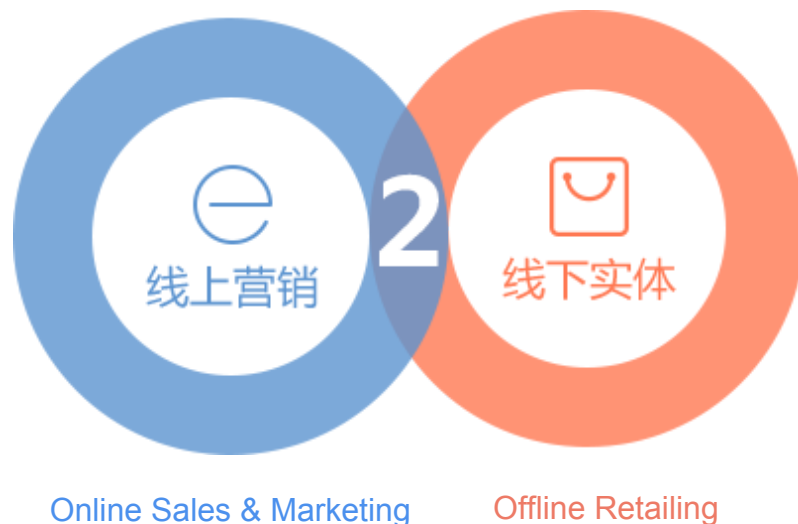 e
线上营销
2
线下实体
Online Sales & Marketing
Offline Retailing